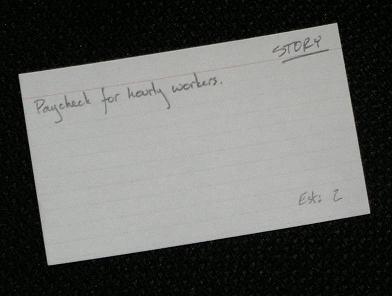 STORY
Paycheck for hourly workers.
Est: 2